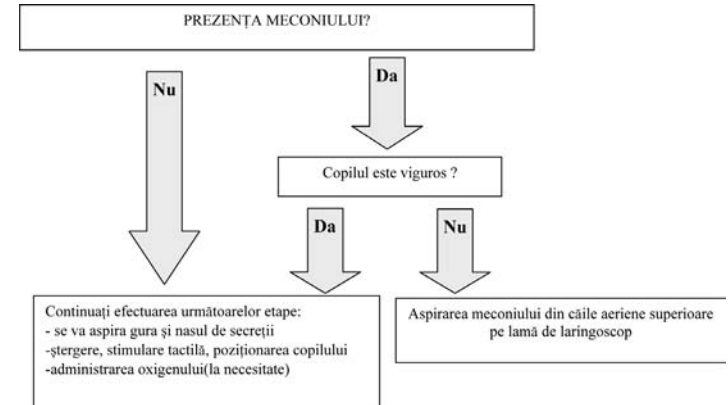 PREZENȚA MECONIULUI?
Nu
Da
Copilul este viguros ?
Da
Nu
Continuați efectuarea următoarelor etape:
- se va aspira gura și nasul de secreții
-ștergere, stimulare tactilă, poziționarea copilului
-administrarea oxigenului(la necesitate)
Aspirarea meconiului din căile aeriene superioare
pe lamă de laringoscop